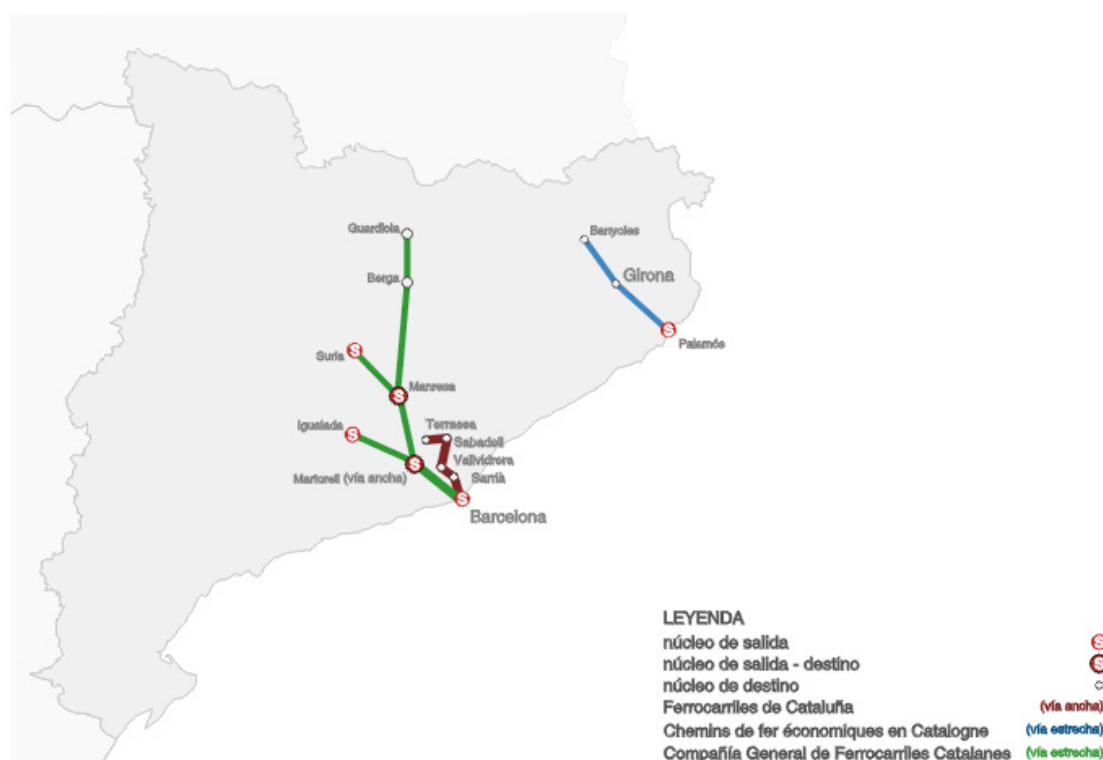 Guardiola
Banyoles
Berga
Girona
Palamós
Suria
Manresa
Igualada
Terrassa
Sabadell
Vallvidrera
Sarrià
Martorell (vía ancha)
Barcelona
LEYENDA
núcleo de salida S
núcleo de salida - destino S
núcleo de destino
Ferrocarriles de Cataluña (vía ancha)
Chemins de fer économiques en Catalogne (vía estrecha)
Compañía General de Ferrocarriles Catalanes (vía estrecha)